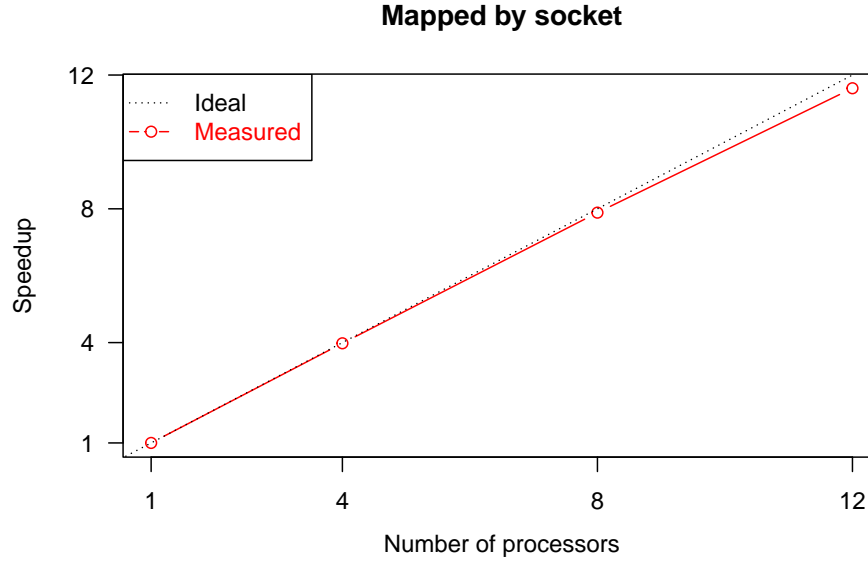 Mapped by socket
12
Ideal
Measured
8
Speedup
4
1
1 4 8 12
Number of processors